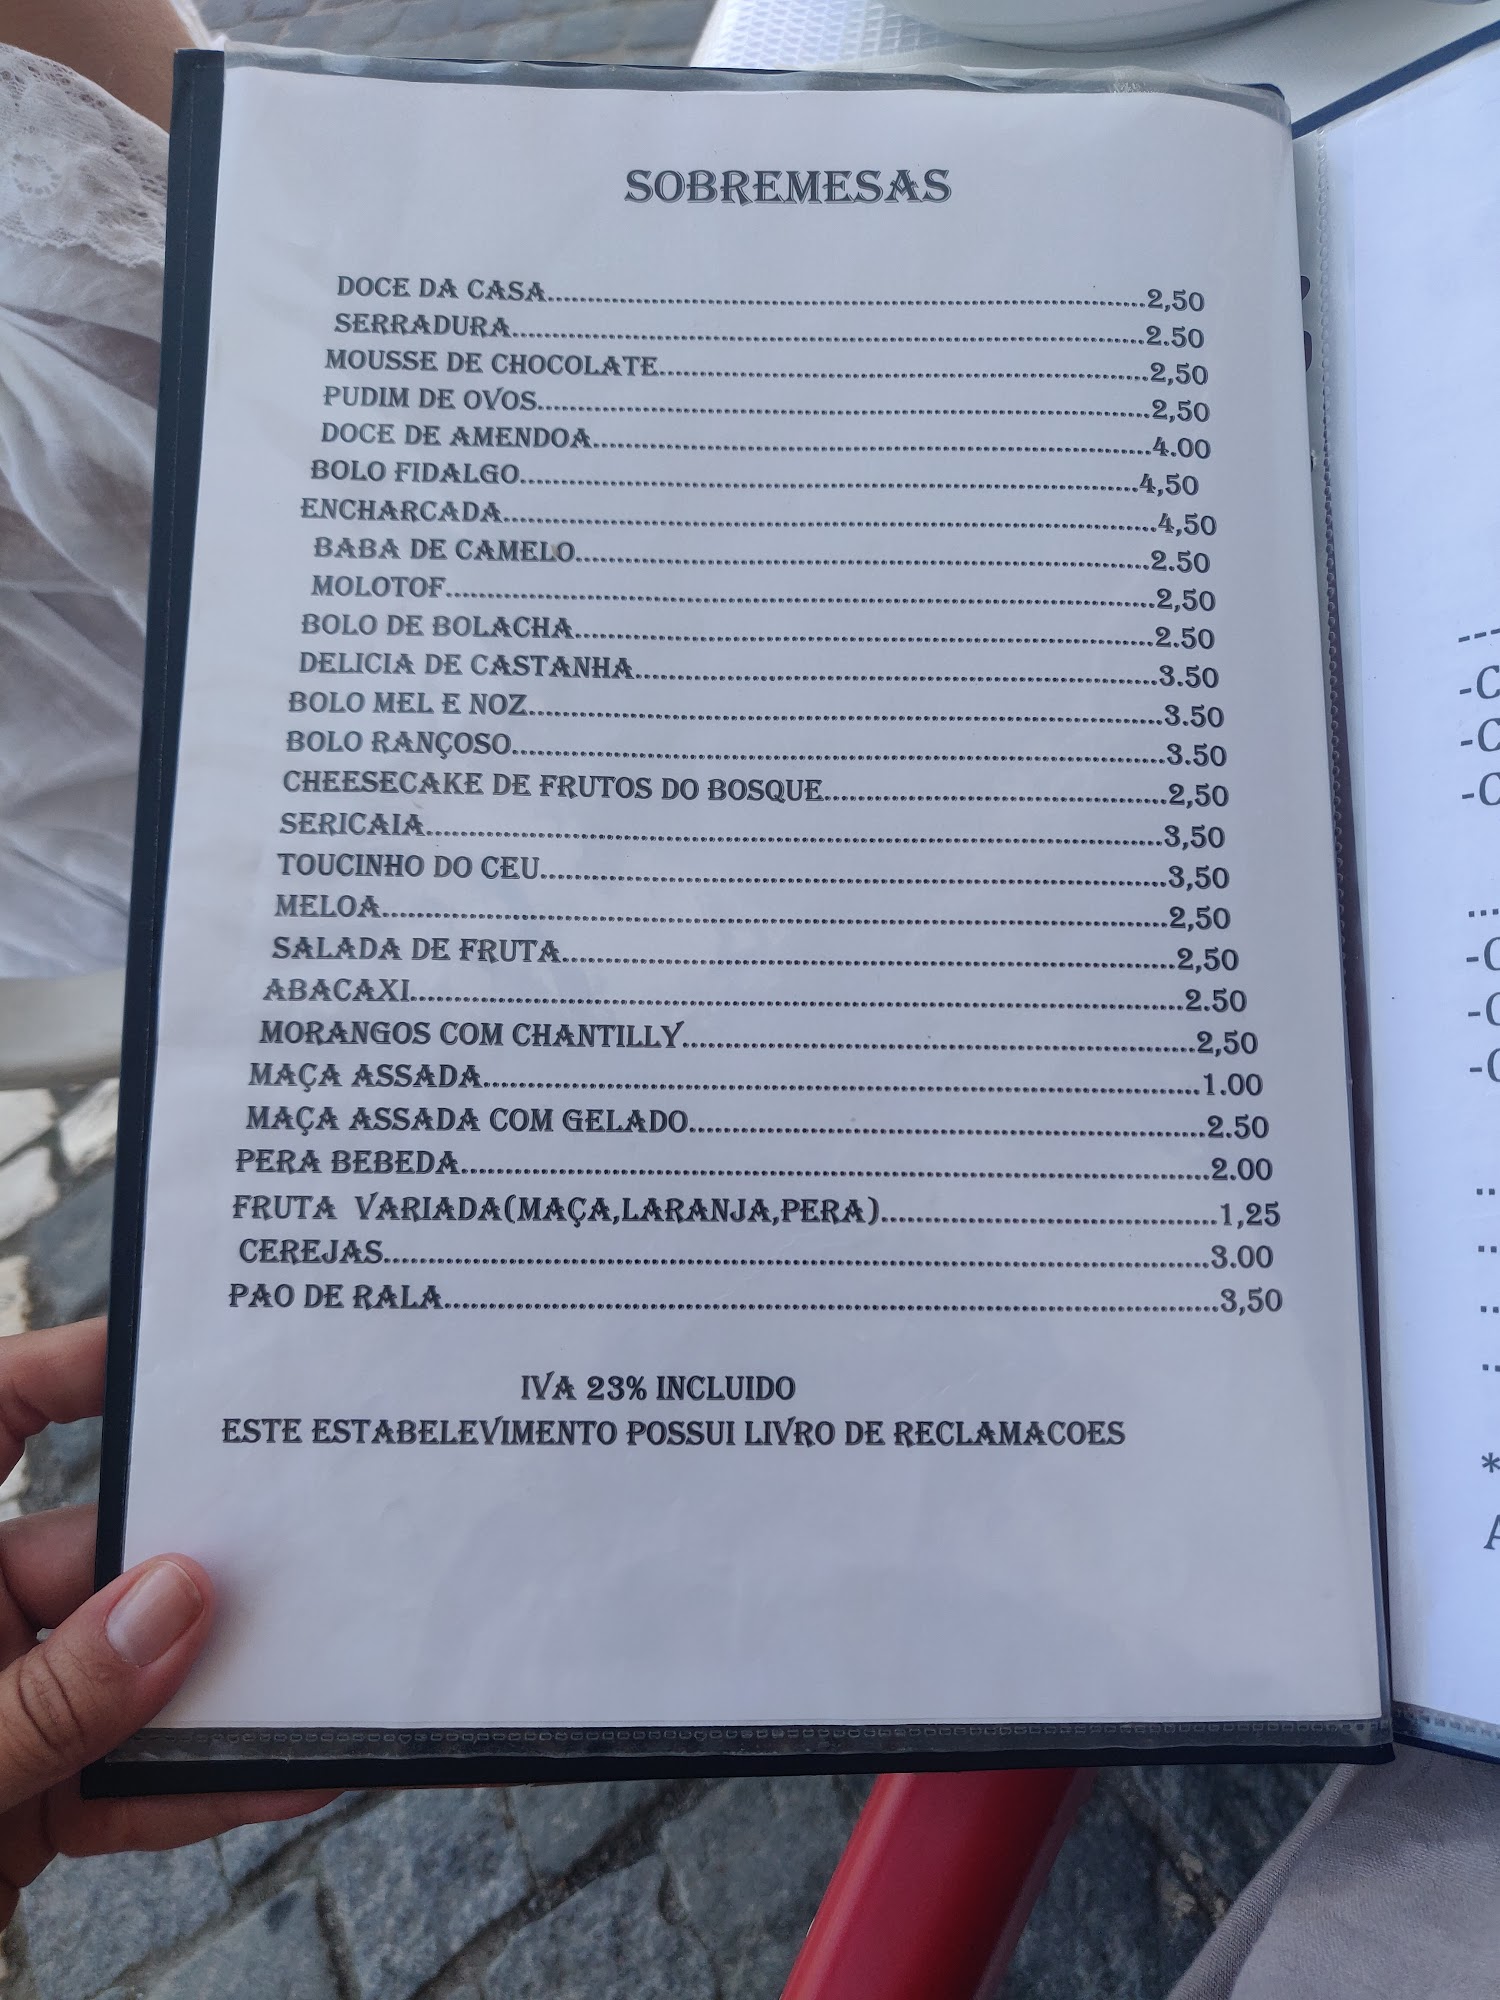 SOBREMESAS
DOCE DA CASA......2,50
SERRADURA......2.50
MOUSSE DE CHOCOLATE......2,50
PUDIM DE OVOS......2,50
DOCE DE AMENDOA......4.00
BOLO FIDALGO......4,50
ENCHARCADA......4,50
BABA DE CAMELO......2.50
MOLOTOF......2,50
BOLO DE BOLACHA......2.50
DELICIA DE CASTANHA......3.50
BOLO MEL E NOZ......3.50
BOLO RANÇOSO......3.50
CHEESECAKE DE FRUTOS DO BOSQUE......2,50
SERICAIA......3,50
TOUCINHO DO CEU......3,50
MELOA......2,50
SALADA DE FRUTA......2,50
ABACAXI......2.50
MORANGOS COM CHANTILLY......2,50
MAÇA ASSADA......1.00
MAÇA ASSADA COM GELADO......2.50
PERA BEBEDA......2.00
FRUTA VARIADA(MAÇA,LARANJA,PERA)......1,25
CEREJAS......3.00
PAO DE RALA......3,50
IVA 23% INCLUIDO
ESTE ESTABELEVIMENTO POSSUI LIVRO DE RECLAMACOES